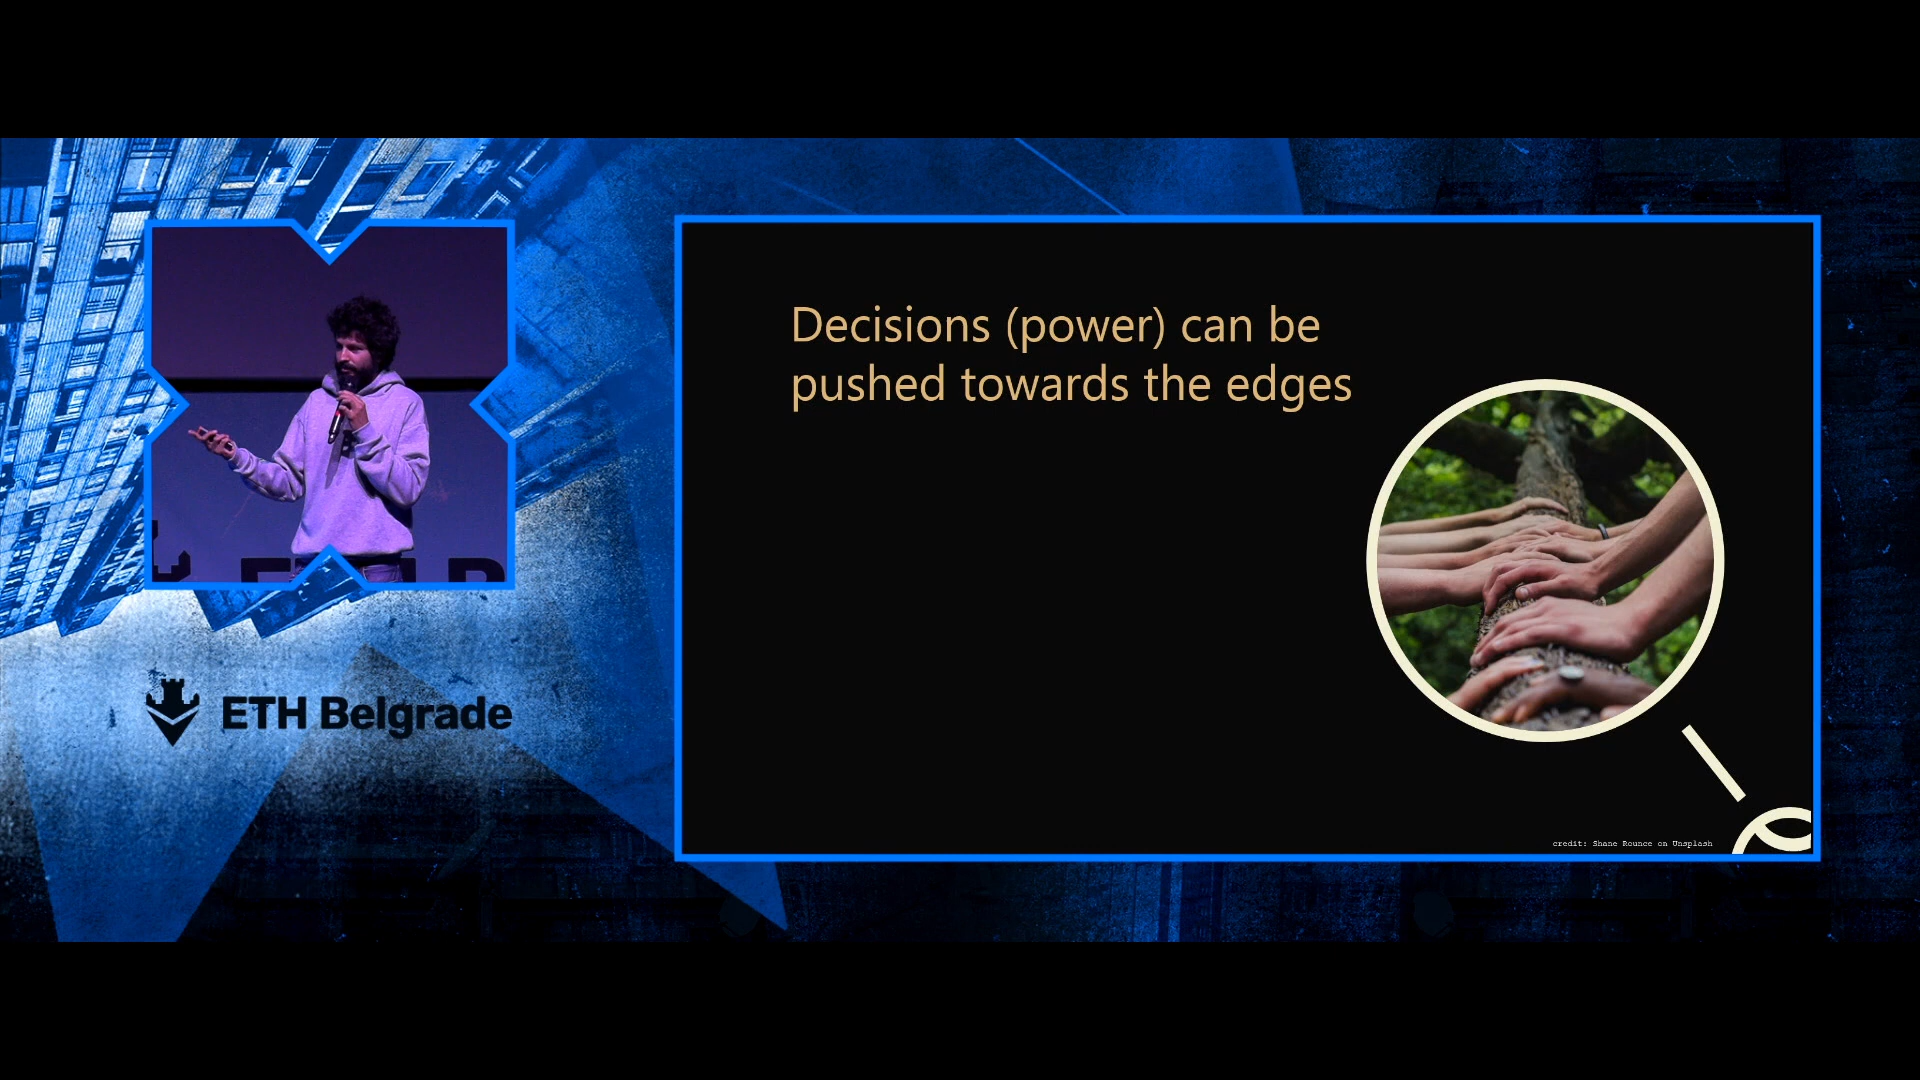 Decisions (power) can be
pushed towards the edges
ETH Belgrade
credit: Shane Rounce on Unsplash